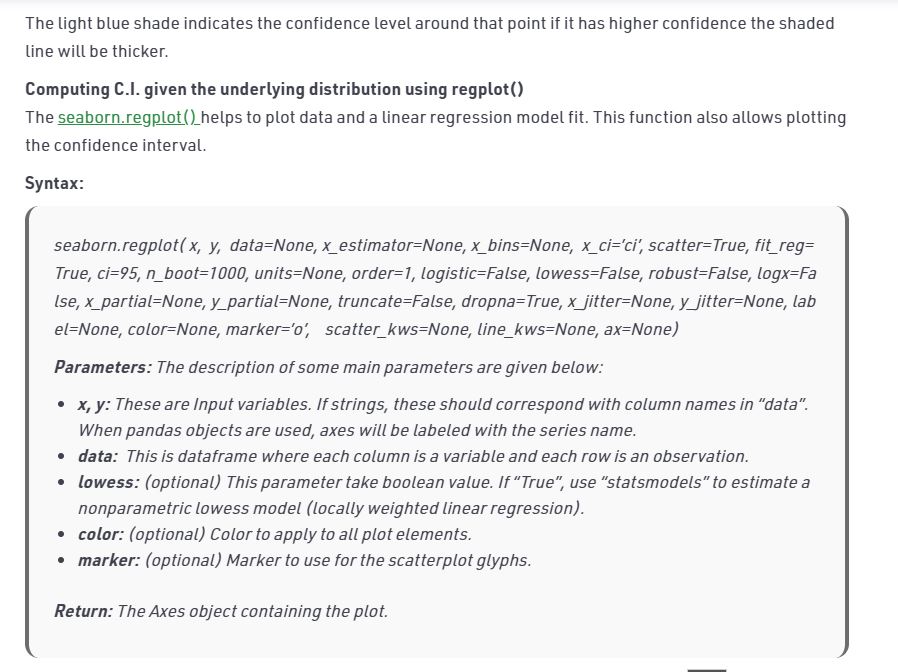 The light blue shade indicates the confidence level around that point if it has higher confidence the shaded
line will be thicker.
Computing C.I. given the underlying distribution using regplot()
The seaborn.regplot() helps to plot data and a linear regression model fit. This function also allows plotting
the confidence interval.
Syntax:
seaborn.regplot( x, y, data=None, x_estimator=None, x_bins=None, x_ci='ci', scatter=True, fit_reg=
True, ci=95, n_boot=1000, units=None, order=1, logistic=False, lowess=False, robust=False, logx=Fa
lse, x_partial=None, y_partial=None, truncate=False, dropna=True, x_jitter=None, y_jitter=None, lab
el=None, color=None, marker='o', scatter_kws=None, line_kws=None, ax=None)
Parameters: The description of some main parameters are given below:
• x, y: These are Input variables. If strings, these should correspond with column names in “data”.
When pandas objects are used, axes will be labeled with the series name.
• data: This is dataframe where each column is a variable and each row is an observation.
• lowess: (optional) This parameter take boolean value. If “True”, use “statsmodels” to estimate a
nonparametric lowess model (locally weighted linear regression).
• color: (optional) Color to apply to all plot elements.
• marker: (optional) Marker to use for the scatterplot glyphs.
Return: The Axes object containing the plot.